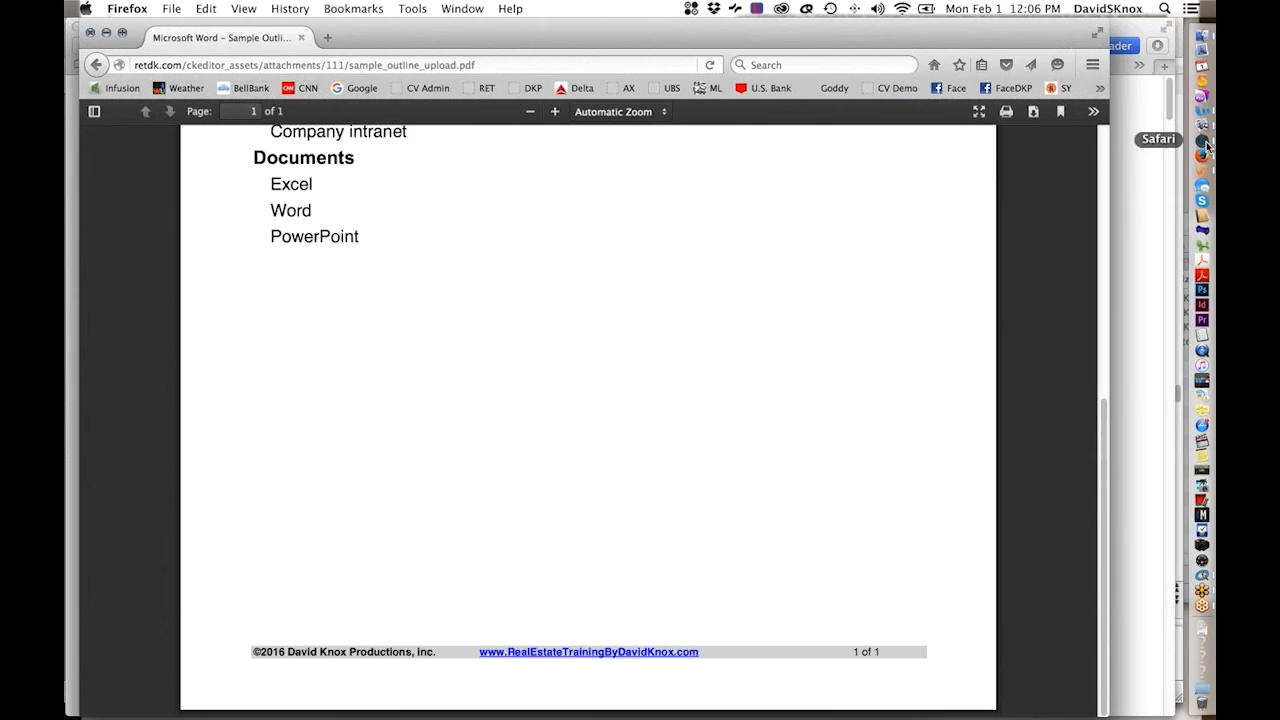 Firefox File Edit View History Bookmarks Tools Window Help Mon Feb 1 12:06 PM DavidSKnox
Microsoft Word – Sample Outli...
retdk.com/ckeditor_assets/attachments/111/sample_outline_upload.pdf Search
Infusion Weather BellBank CNN Google CV Admin RET DKP Delta AX UBS ML U.S. Bank Goddy CV Demo Face FaceDKP SY
Page: 1 of 1 Automatic Zoom
Safari
Company intranet
Documents
Excel
Word
PowerPoint
©2016 David Knox Productions, inc. www.RealEstateTrainingByDavidKnox.com 1 of 1